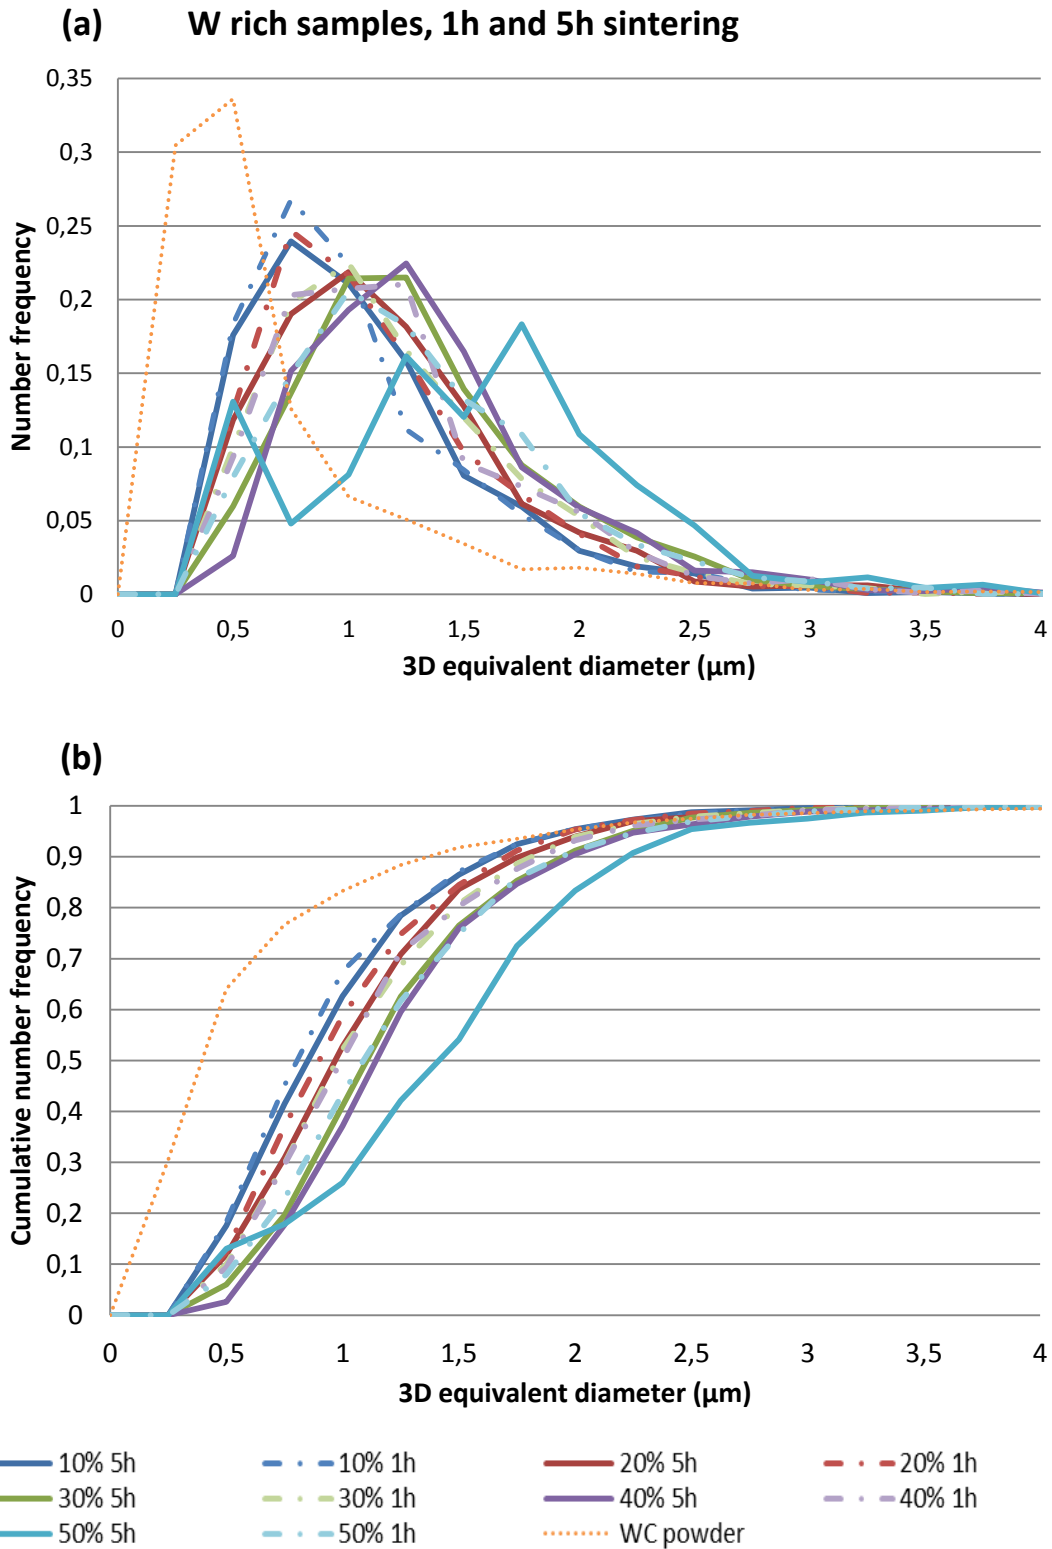 (a) W rich samples, 1h and 5h sintering
0,35
0,3
0,25
0,2
0,15
0,1
0,05
0
Number frequency
0 0,5 1 1,5 2 2,5 3 3,5 4
3D equivalent diameter (µm)
(b)
1
0,9
0,8
0,7
0,6
0,5
0,4
0,3
0,2
0,1
0
Cumulative number frequency
0 0,5 1 1,5 2 2,5 3 3,5 4
3D equivalent diameter (µm)
10% 5h 10% 1h 20% 5h 20% 1h
30% 5h 30% 1h 40% 5h 40% 1h
50% 5h 50% 1h WC powder